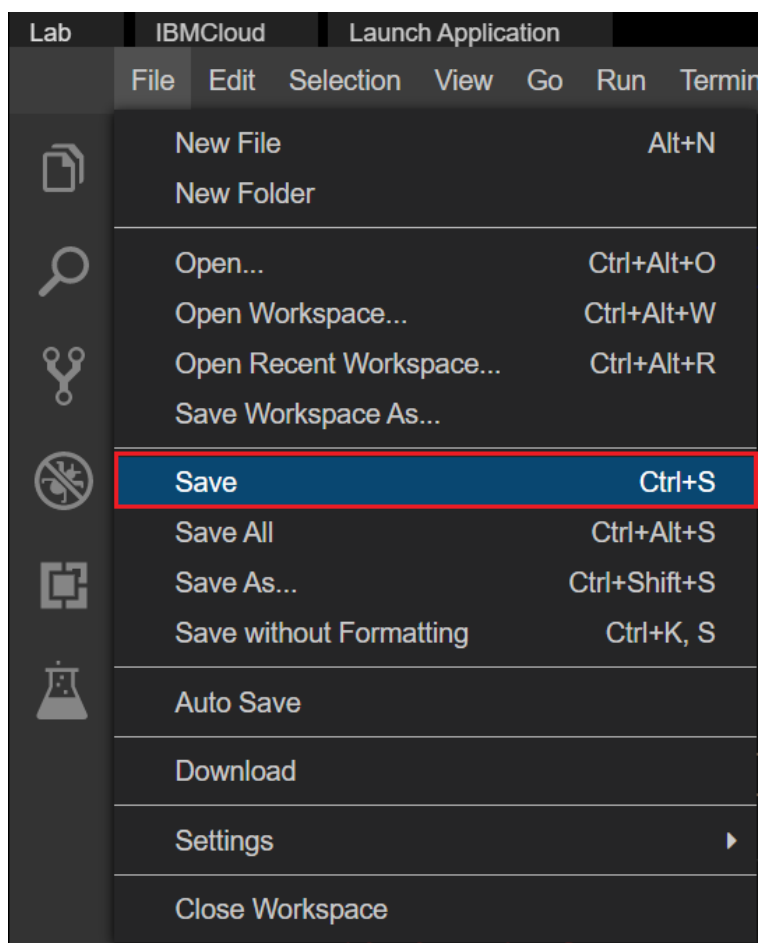 Lab IBMCloud Launch Application
File Edit Selection View Go Run Termin
New File Alt+N
New Folder
Open... Ctrl+Alt+O
Open Workspace... Ctrl+Alt+W
Open Recent Workspace... Ctrl+Alt+R
Save Workspace As...
Save Ctrl+S
Save All Ctrl+Alt+S
Save As... Ctrl+Shift+S
Save without Formatting Ctrl+K, S
Auto Save
Download
Settings
Close Workspace